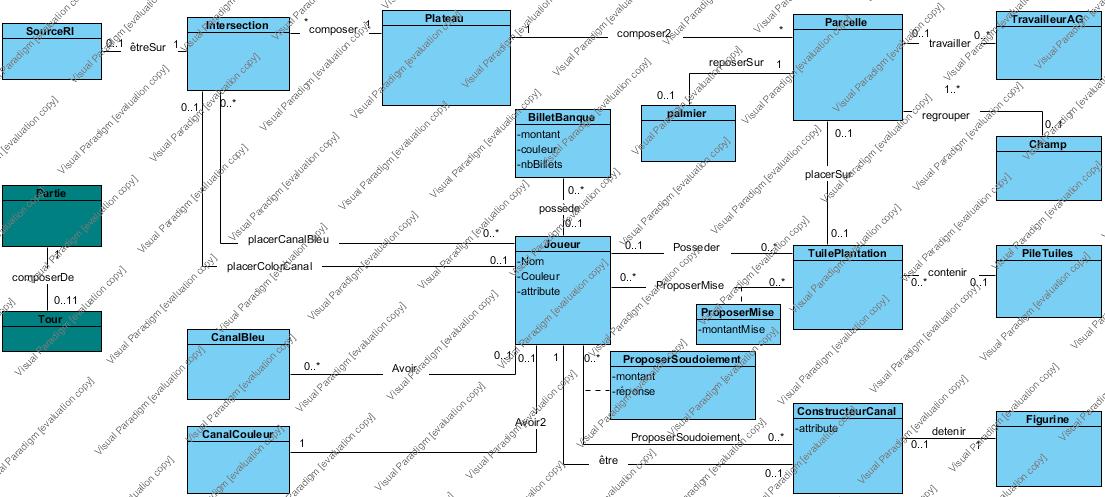 SourceRI
0..1
êtreSur
1
Intersection
*
composer
1
Plateau
1
composer2
*
Parcelle
0..1
travailler
0..*
TravailleurAG
reposerSur
1
0..1
palmier
1..*
regrouper
0..1
Champ
BilletBanque
-montant
-couleur
-nbBillets
0..*
possede
0..1
0..1
0..*
0..1
placerSur
0..1
Partie
*
composerDe
0..11
Tour
placerCanalBleu
0..*
placerColorCanal
0..1
Joueur
-Nom
-Couleur
-attribute
0..1
Posseder
0..*
0..*
ProposerMise
0..*
TuilePlantation
0..*
contenir
0..1
PileTuiles
ProposerMise
-montantMise
CanalBleu
0..*
Avoir
0..1
0..1
1
0..*
ProposerSoudoiement
-montant
-réponse
CanalCouleur
1
Avoir2
ProposerSoudoiement
0..*
être
0..1
ConstructeurCanal
-attribute
0..1
detenir
*
Figurine
Visual Paradigm [evaluation copy]